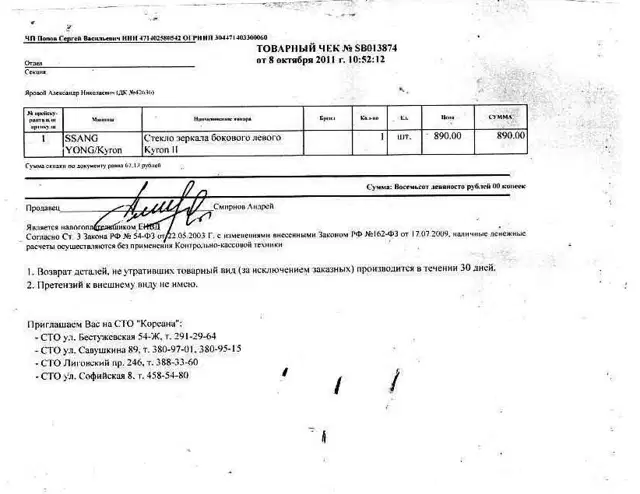 ЧП Попов Сергей Васильевич ИНН 471402580542 ОГРНИП 304471403300060
ТОВАРНЫЙ ЧЕК № SB013874
от 8 октября 2011 г. 10:52:12
Отдел
Секция
Яровой Александр Николаевич (ДК №42636)
№ прейску-ранта или артикула Машина Наименование товара Бренд Кол-во Ед. Цена СУММА
1 SSANG YONG/Kyron Стекло зеркала бокового левого Kyron II 1 шт. 890.00 890.00
Сумма скидки по документу равна 67,17 рублей
Сумма: Восемьсот девяносто рублей 00 копеек
Продавец Смирнов Андрей
Является налогоплательщиком ЕНВД
Согласно Ст. 3 Закона РФ № 54-ФЗ от 22.05.2003 Г. с изменениями внесенными Законом РФ №162-ФЗ от 17.07.2009, наличные денежные
расчеты осуществляются без применения Контрольно-кассовой техники
1. Возврат деталей, не утративших товарный вид (за исключением заказных) производится в течении 30 дней.
2. Претензий к внешнему виду не имею.
Приглашаем Вас на СТО "Кореана":
- СТО ул. Бестужевская 54-Ж, т. 291-29-64
- СТО ул. Савушкина 89, т. 380-97-01, 380-95-15
- СТО Лиговский пр. 246, т. 388-33-60
- СТО ул. Софийская 8, т. 458-54-80